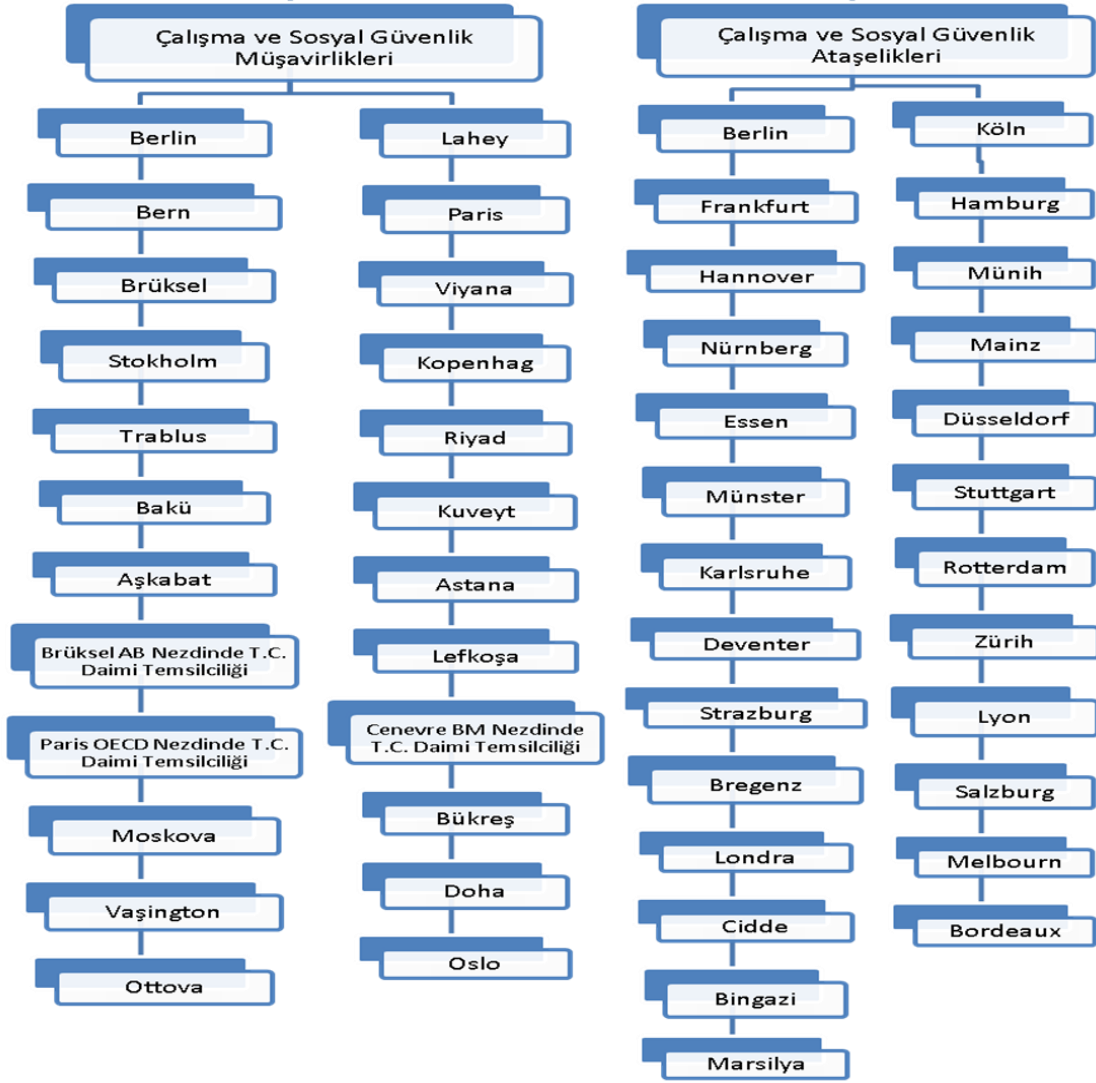 Çalışma ve Sosyal Güvenlik
Müşavirlikleri
Berlin
Bern
Brüksel
Stokholm
Trablus
Bakü
Aşkabat
Brüksel AB Nezdinde T.C.
Daimi Temsilciliği
Paris OECD Nezdinde T.C.
Daimi Temsilciliği
Moskova
Vaşington
Ottova
Lahey
Paris
Viyana
Kopenhag
Riyad
Kuveyt
Astana
Lefkoşa
Cenevre BM Nezdinde
T.C. Daimi Temsilciliği
Bükreş
Doha
Oslo
Çalışma ve Sosyal Güvenlik
Ataşelikleri
Berlin
Frankfurt
Hannover
Nürnberg
Essen
Münster
Karlsruhe
Deventer
Strazburg
Bregenz
Londra
Cidde
Bingazi
Marsilya
Köln
Hamburg
Münih
Mainz
Düsseldorf
Stuttgart
Rotterdam
Zürih
Lyon
Salzburg
Melbourn
Bordeaux